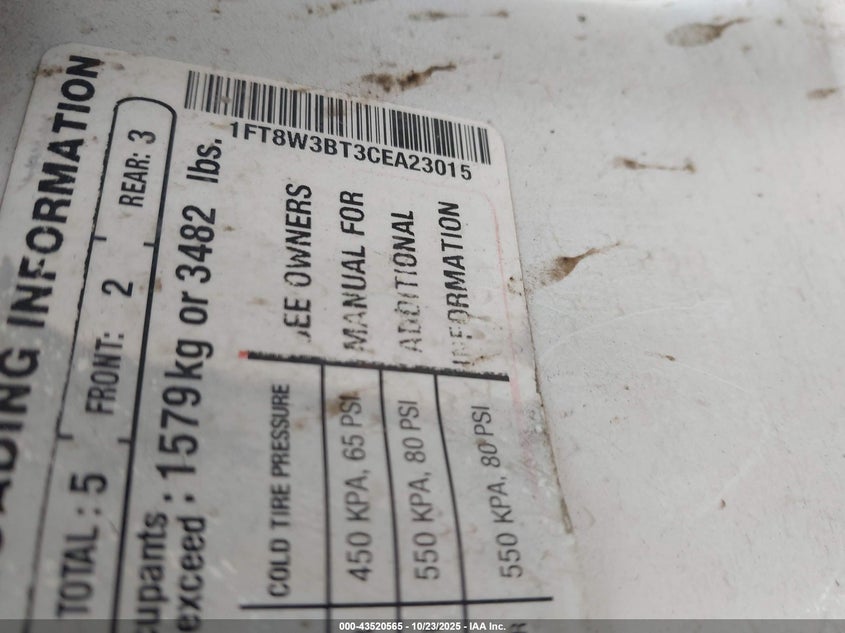 ADING INFORMATION
TOTAL : 5 FRONT: 2 REAR: 3
cupants
exceed : 1579kg or 3482 lbs.
1FT8W3BT3CEA23015
COLD TIRE PRESSURE
450 KPA, 65 PSI
550 KPA, 80 PSI
550 KPA, 80 PSI
SEE OWNERS
MANUAL FOR
ADDITIONAL
INFORMATION
000-43520565 - 10/23/2025 - IAA Inc.